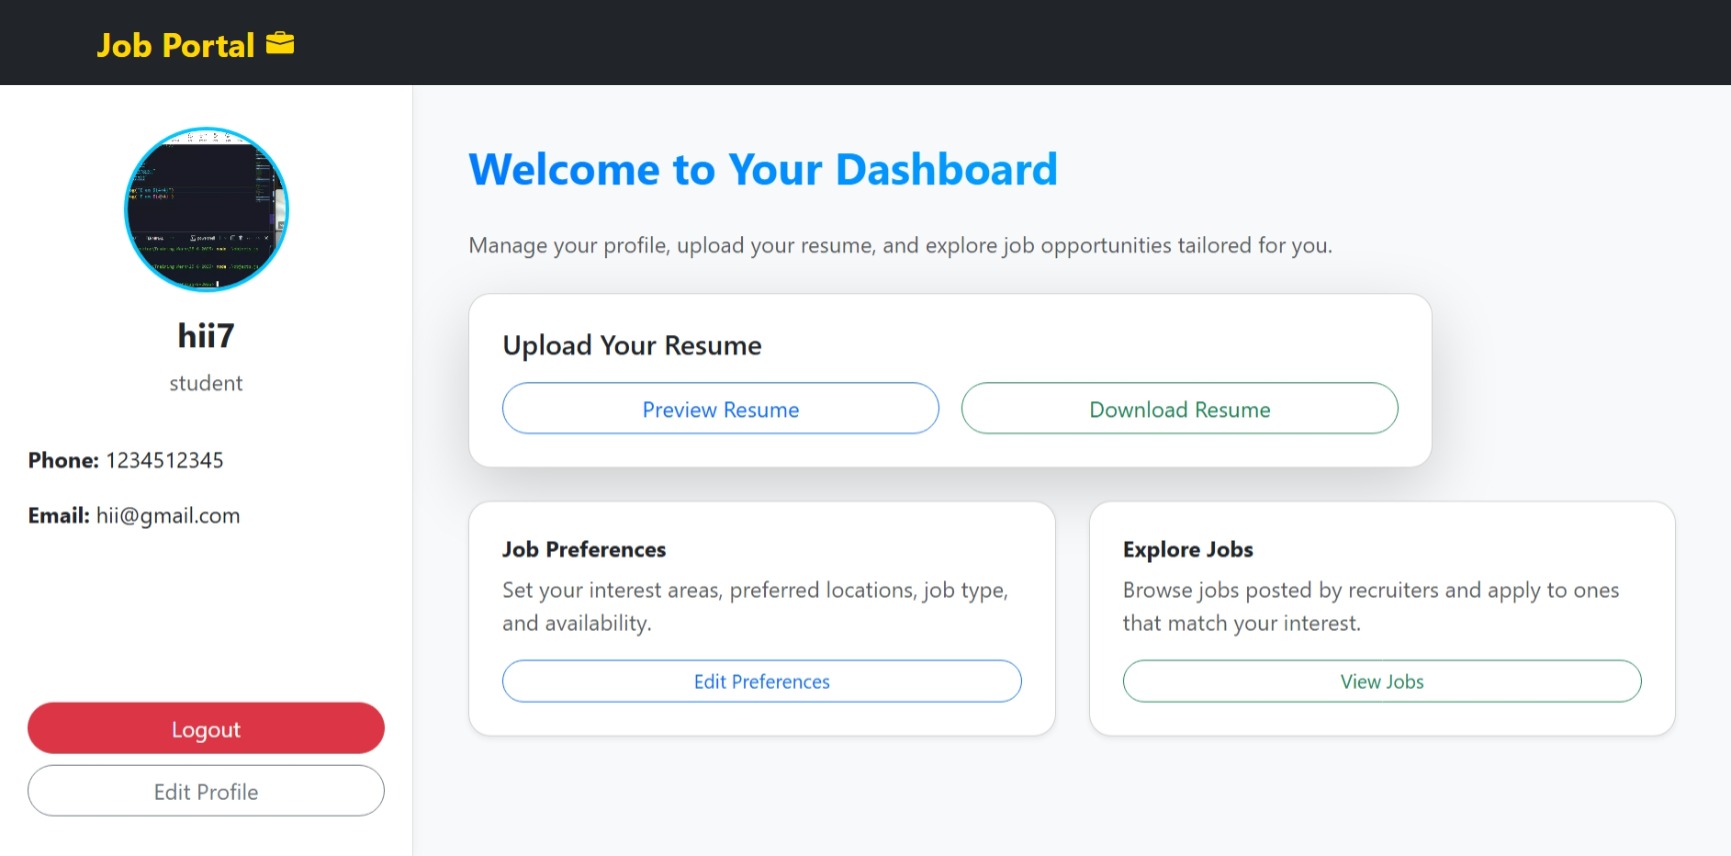 Job Portal
hii7
student
Phone: 1234512345
Email: hii@gmail.com
Logout
Edit Profile
Welcome to Your Dashboard
Manage your profile, upload your resume, and explore job opportunities tailored for you.
Upload Your Resume
Preview Resume
Download Resume
Job Preferences
Set your interest areas, preferred locations, job type,
and availability.
Edit Preferences
Explore Jobs
Browse jobs posted by recruiters and apply to ones
that match your interest.
View Jobs